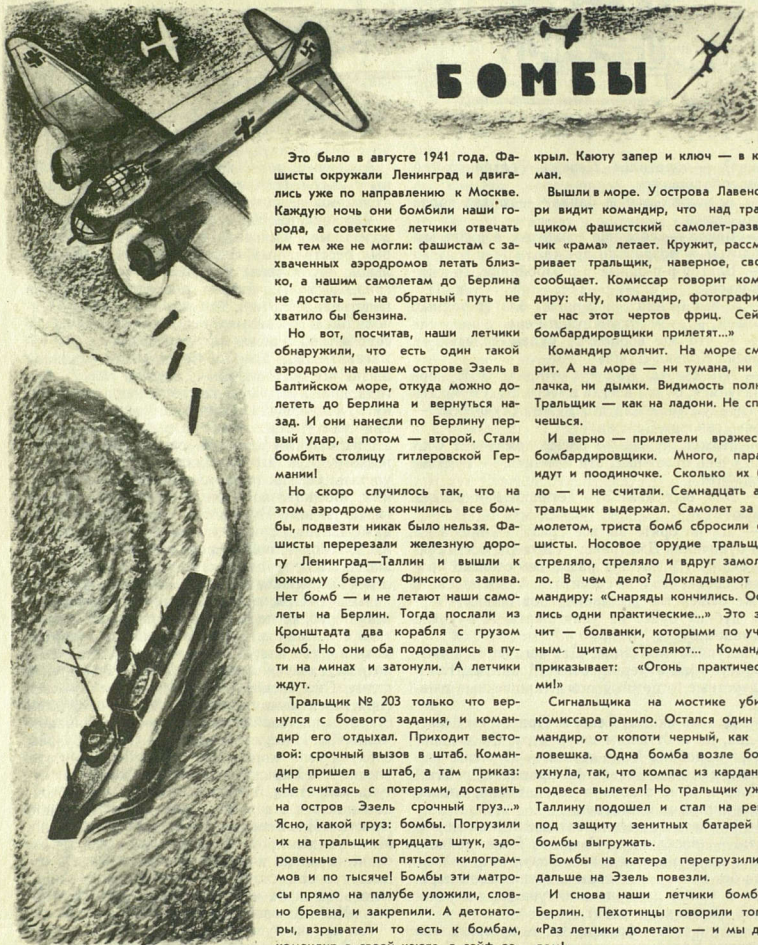 БОМБЫ
Это было в августе 1941 года. Фа-
шисты окружали Ленинград и двига-
лись уже по направлению к Москве.
Каждую ночь они бомбили наши го-
рода, а советские летчики отвечать
им тем же не могли: фашистам с за-
хваченных аэродромов летать близ-
ко, а нашим самолетам до Берлина
не достать — на обратный путь не
хватило бы бензина.
Но вот, посчитав, наши летчики
обнаружили, что есть один такой
аэродром на нашем острове Эзель в
Балтийском море, откуда можно до-
лететь до Берлина и вернуться на-
зад. И они нанесли по Берлину пер-
вый удар, а потом — второй. Стали
бомбить столицу гитлеровской Гер-
мании!
Но скоро случилось так, что на
этом аэродроме кончились все бом-
бы, подвезти никак было нельзя. Фа-
шисты перерезали железную доро-
гу Ленинград—Таллин и вышли к
южному берегу Финского залива.
Нет бомб — и не летают наши само-
леты на Берлин. Тогда послали из
Кронштадта два корабля с грузом
бомб. Но они оба подорвались в пу-
ти на минах и затонули. А летчики
ждут.
Тральщик № 203 только что вер-
нулся с боевого задания, и коман-
дир его отдыхал. Приходит весто-
вой: срочный вызов в штаб. Коман-
дир пришел в штаб, а там приказ:
«Не считаясь с потерями, доставить
на остров Эзель срочный груз...»
Ясно, какой груз: бомбы. Погрузили
их на тральщик тридцать штук, здо-
ровенные — по пятьсот килограм-
мов и по тысяче! Бомбы эти матро-
сы прямо на палубе уложили, слов-
но бревна, и закрепили. А детонато-
ры, взрыватели то есть к бомбам,
крыл. Каюту запер и ключ — в к
ман.
Вышли в море. У острова Лавенс
ри видит командир, что над тра
щиком фашистский самолет-разв
чик «рама» летает. Кружит, рассм
ривает тральщик, наверное, сво
сообщает. Комиссар говорит ком
диру: «Ну, командир, фотографи
ет нас этот чертов фриц. Сей
бомбардировщики прилетят...»
Командир молчит. На море см
рит. А на море — ни тумана, ни
лачка, ни дымки. Видимость полн
Тральщик — как на ладони. Не сп
чешься.
И верно — прилетели вражес
бомбардировщики. Много, пара
идут и поодиночке. Сколько их
ло — и не считали. Семнадцать а
тральщик выдержал. Самолет за
молетом, триста бомб сбросили
шисты. Носовое орудие тральщ
стреляло, стреляло и вдруг замол
ло. В чем дело? Докладывают
мандиру: «Снаряды кончились. Ос
лись одни практические...» Это з
чит — болванки, которыми по уч
ным щитам стреляют... Команд
приказывает: «Огонь практичес
ми!»
Сигнальщика на мостике уби
комиссара ранило. Остался один
мандир, от копоти черный, как
ловешка. Одна бомба возле бо
ухнула, так, что компас из кардан
подвеса вылетел! Но тральщик уж
Таллину подошел и стал на ре
под защиту зенитных батарей
бомбы выгружать.
Бомбы на катера перегрузили
дальше на Эзель повезли.
И снова наши летчики бомб
Берлин. Пехотинцы говорили тог
«Раз летчики долетают — и мы д